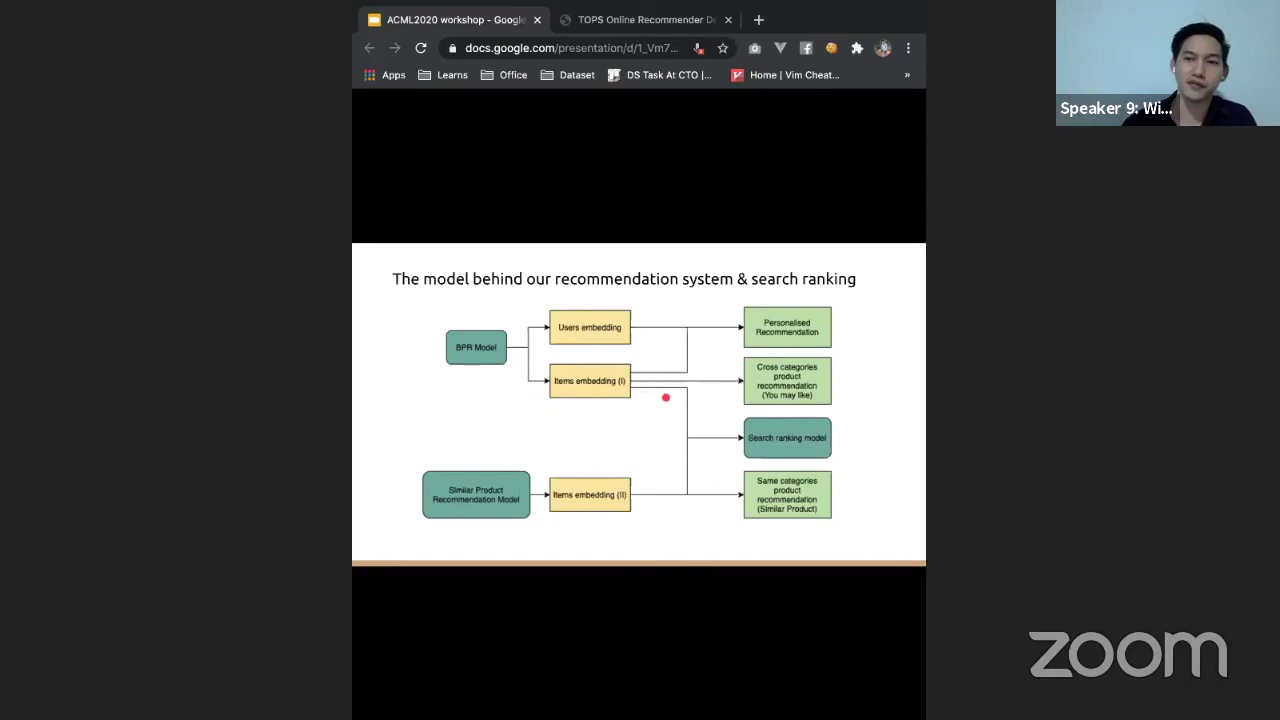 ACML2020 workshop - Google
TOPS Online Recommender De
docs.google.com/presentation/d/1_Vm7...
Apps
Learns
Office
Dataset
DS Task At CTO |...
Home | Vim Cheat...
»
Speaker 9: Wi...
The model behind our recommendation system & search ranking
BPR Model
Users embedding
Items embedding (I)
Personalised
Recommendation
Cross categories
product
recommendation
(You may like)
Search ranking model
Similar Product
Recommendation Model
Items embedding (II)
Same categories
product
recommendation
(Similar Product)
zoom